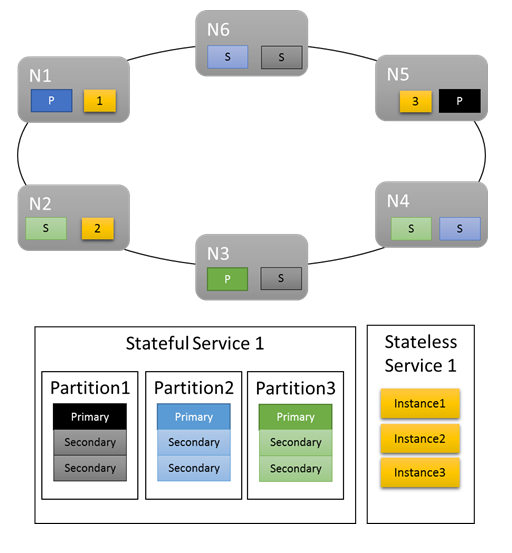 N6
S S
N1
P 1
N5
3 P
N2
S 2
N4
S S
N3
P S
Stateful Service 1
Partition1
Primary
Secondary
Secondary
Partition2
Primary
Secondary
Secondary
Partition3
Primary
Secondary
Secondary
Stateless
Service 1
Instance1
Instance2
Instance3